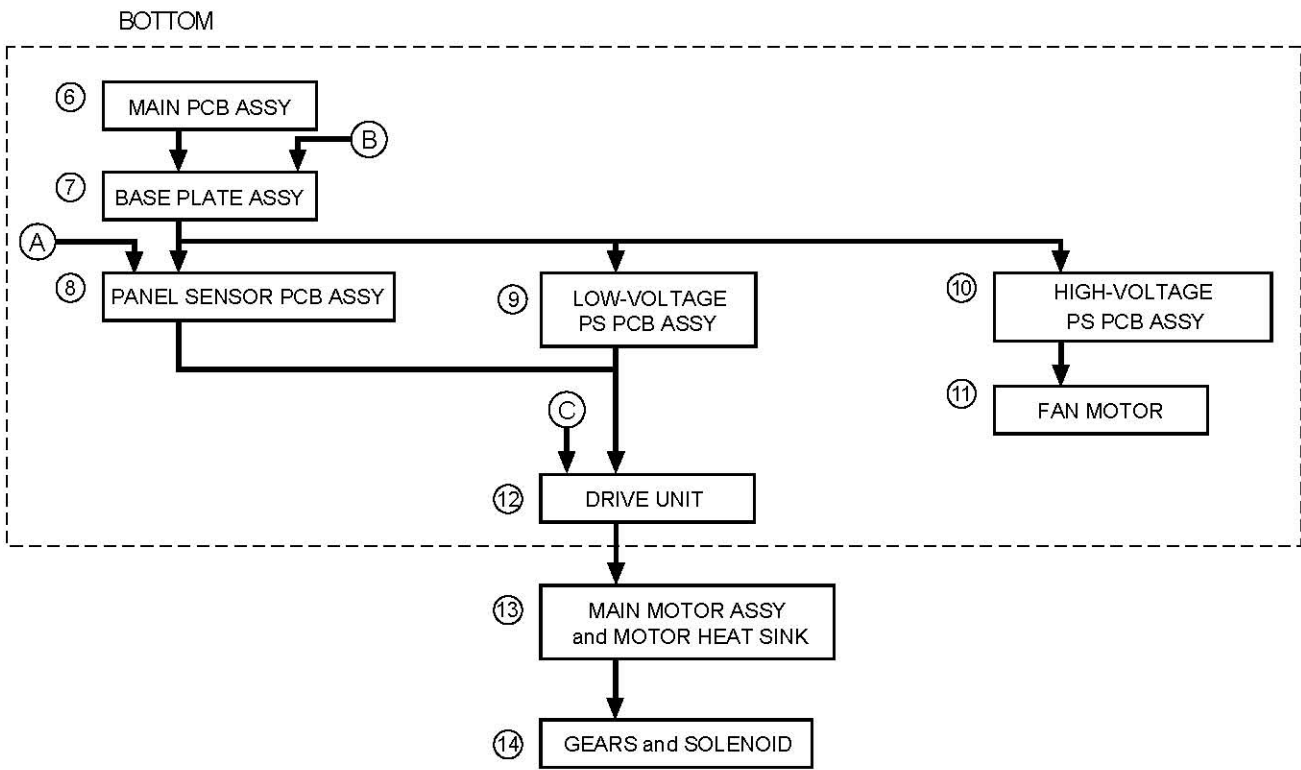 BOTTOM
⑥ MAIN PCB ASSY
Ⓑ
⑦ BASE PLATE ASSY
Ⓐ
⑧ PANEL SENSOR PCB ASSY
⑨ LOW-VOLTAGE
PS PCB ASSY
⑩ HIGH-VOLTAGE
PS PCB ASSY
⑪ FAN MOTOR
Ⓒ
⑫ DRIVE UNIT
⑬ MAIN MOTOR ASSY
and MOTOR HEAT SINK
⑭ GEARS and SOLENOID